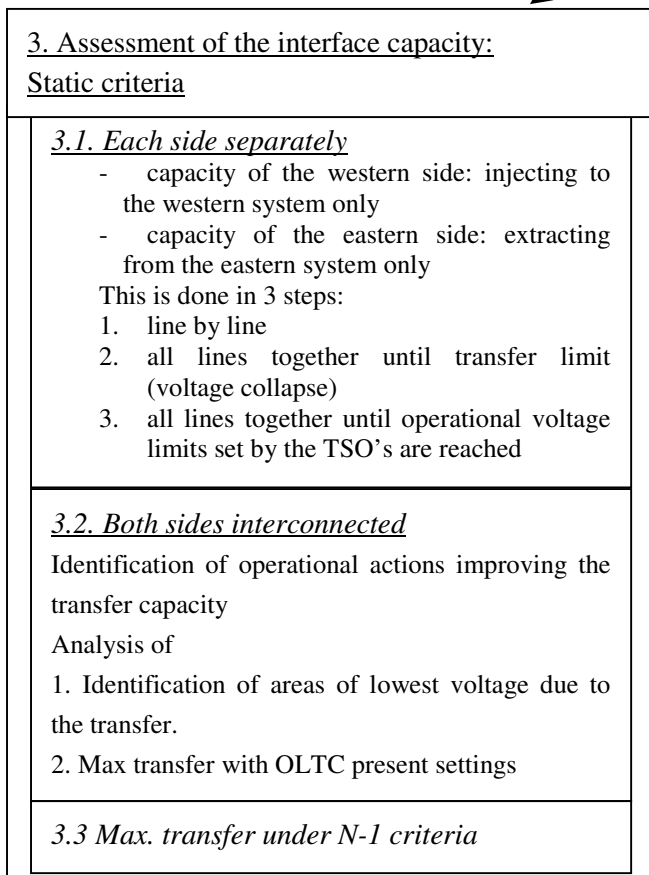 3. Assessment of the interface capacity:
Static criteria
3.1. Each side separately
- capacity of the western side: injecting to
the western system only
- capacity of the eastern side: extracting
from the eastern system only
This is done in 3 steps:
1. line by line
2. all lines together until transfer limit
(voltage collapse)
3. all lines together until operational voltage
limits set by the TSO's are reached
3.2. Both sides interconnected
Identification of operational actions improving the
transfer capacity
Analysis of
1. Identification of areas of lowest voltage due to
the transfer.
2. Max transfer with OLTC present settings
3.3 Max. transfer under N-1 criteria